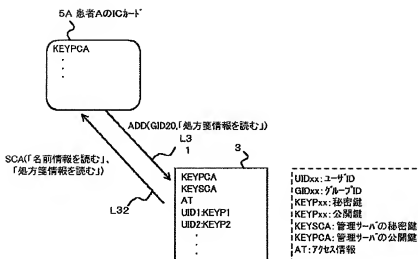 5A 患者AのICカード
KEYPCA
ADD(GID20,「処方箋情報を読む」)
L3
1
SCA(「名前情報を読む」、
「処方箋情報を読む」)
3
KEYPCA
KEYSCA
AT
UID1:KEYP1
UID2:KEYP2
L32
UIDxx: ユーザID
GIDxx: グループID
KEYPxx: 秘密鍵
KEYPxx: 公開鍵
KEYSCA: 管理サーバの秘密鍵
KEYPCA: 管理サーバの公開鍵
AT: アクセス情報